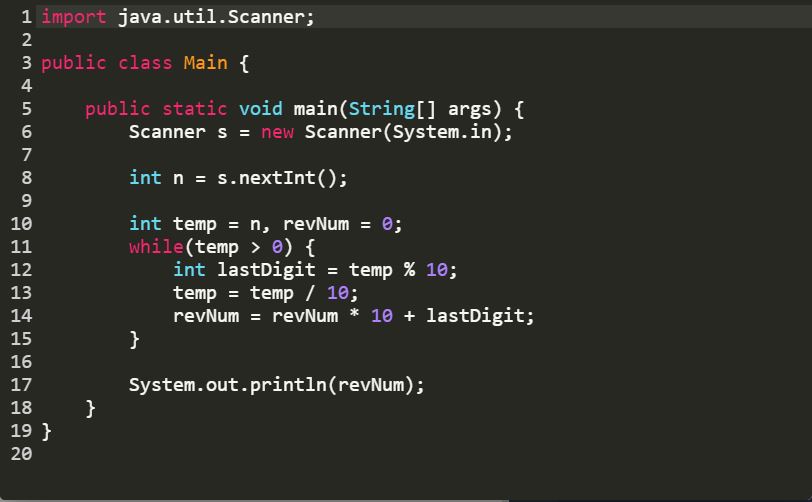 1 import java.util.Scanner;
2
3 public class Main {
4
5     public static void main(String[] args) {
6         Scanner s = new Scanner(System.in);
7
8         int n = s.nextInt();
9
10         int temp = n, revNum = 0;
11         while(temp > 0) {
12             int lastDigit = temp % 10;
13             temp = temp / 10;
14             revNum = revNum * 10 + lastDigit;
15         }
16
17         System.out.println(revNum);
18     }
19 }
20